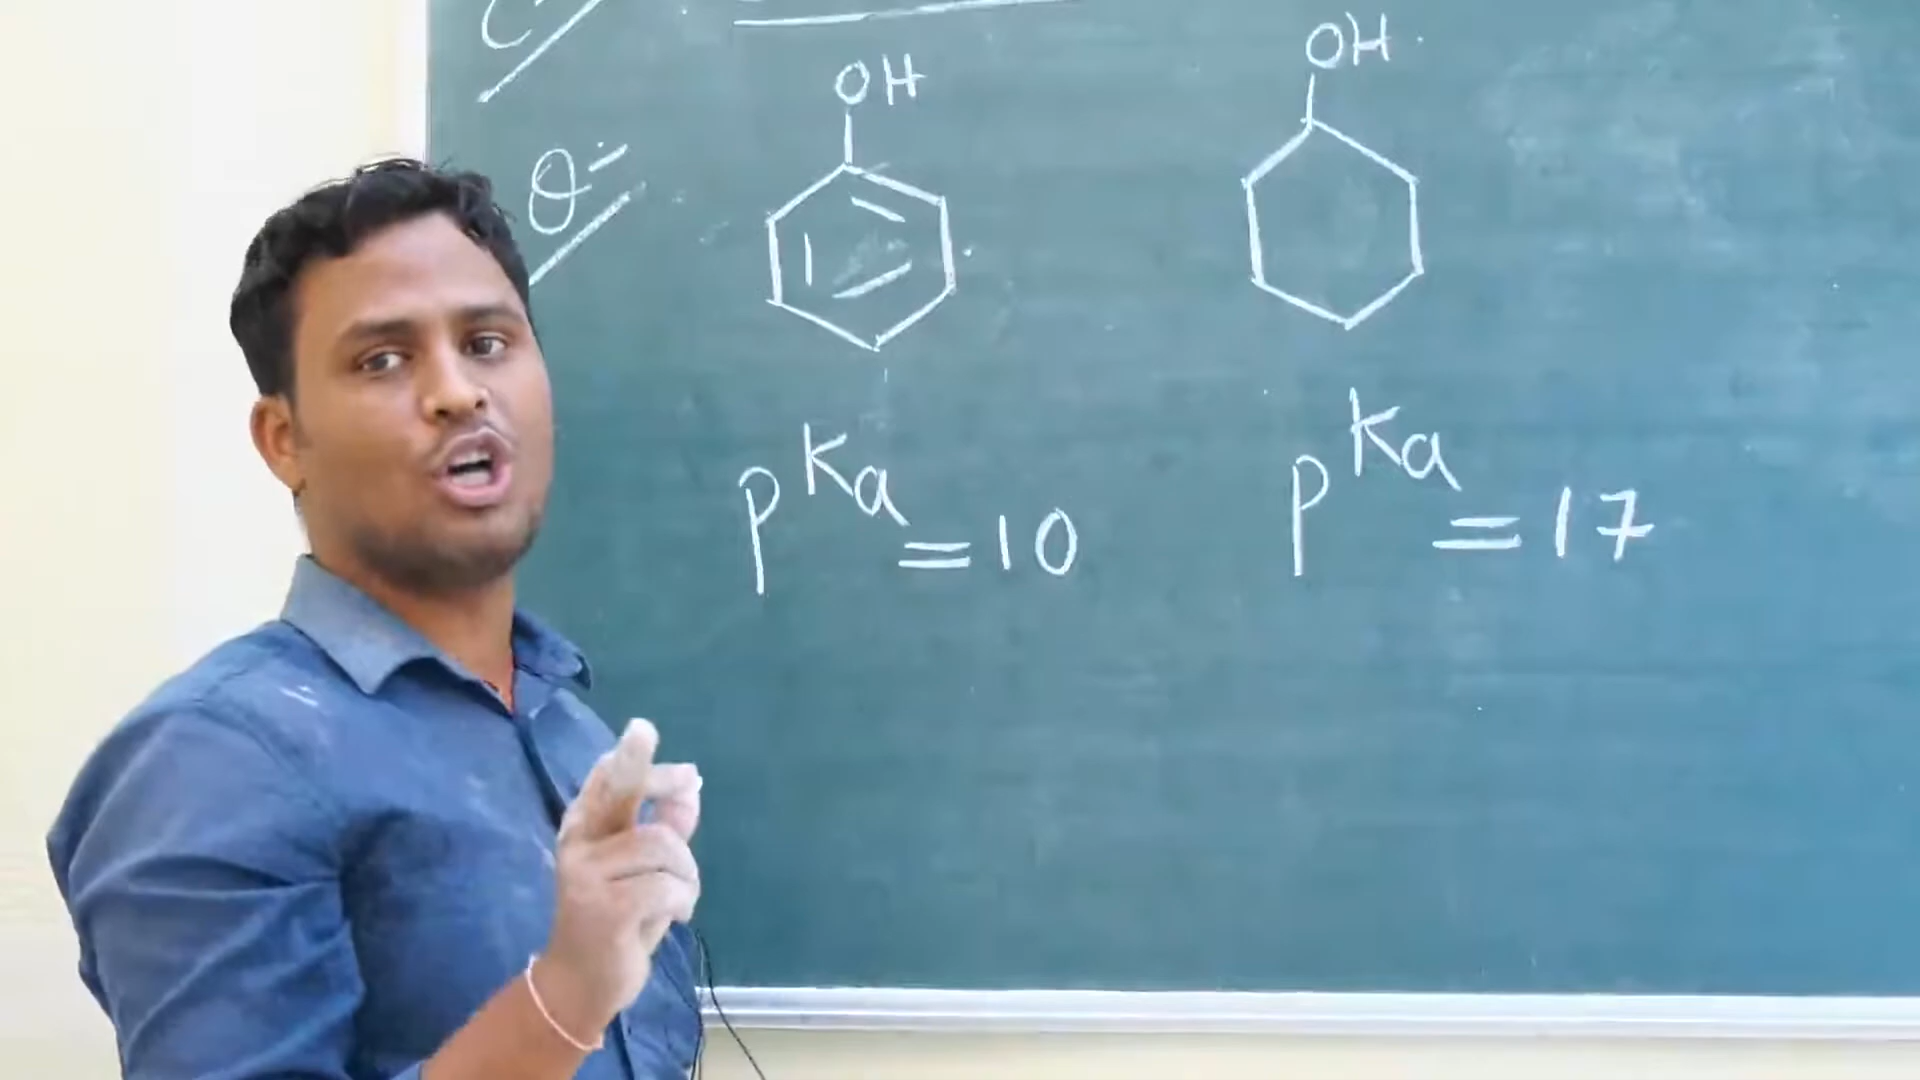 Q:-
OH OH
pKa = 10 pKa = 17